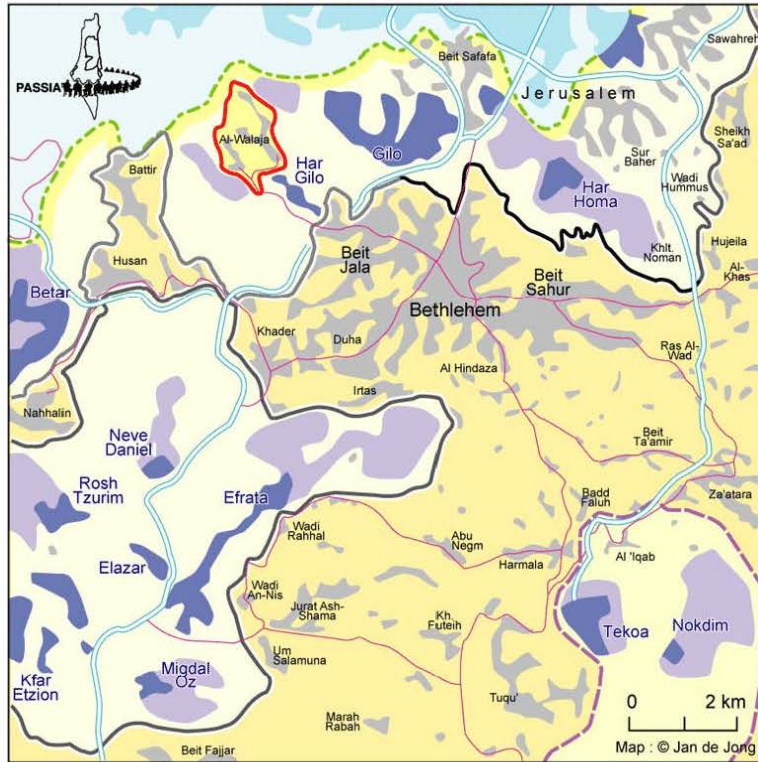 PASSIA
Beit Safafa
Sawahreh
Jerusalem
Al-Walaja
Battir
Har
Gilo
Gilo
Sur
Baher
Sheikh
Sa'ad
Wadi
Hummus
Har
Homa
Khlt.
Noman
Hujeila
Al-
Khas
Husan
Betar
Beit
Jala
Beit
Sahur
Bethlehem
Khader
Duha
Ras Al-
Wad
Al Hindaza
Irtas
Nahhalin
Neve
Daniel
Beit
Ta'amir
Rosh
Tzurim
Efrata
Badd
Faluh
Za'atara
Wadi
Rahhal
Abu
Negm
Harmala
Al 'Iqab
Elazar
Wadi
An-Nis
Jurat Ash-
Shama
Kh.
Futeih
Tekoa
Nokdim
Um
Salamuna
Kfar
Etzion
Migdal
Oz
Tuqu'
Marah
Rabah
Beit Fajjar
0 2 km
Map : © Jan de Jong